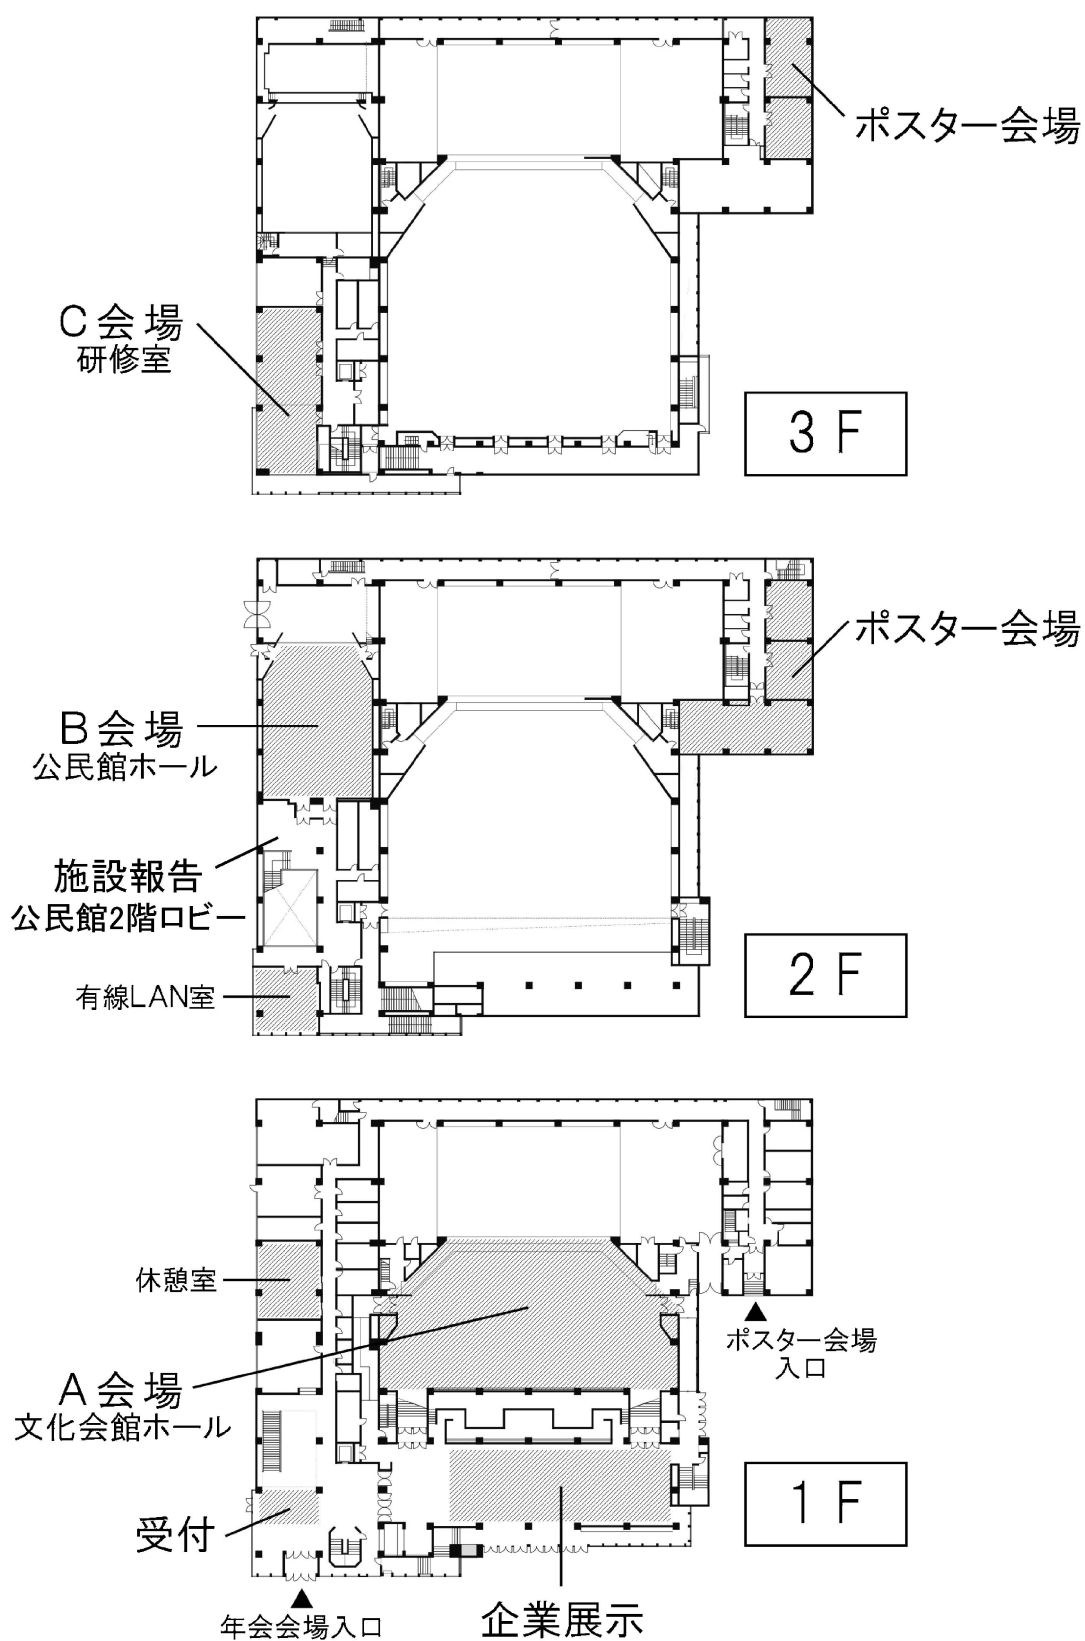 ポスター会場
C会場
研修室
3F
ポスター会場
B会場
公民館ホール
施設報告
公民館2階ロビー
有線LAN室
2F
休憩室
ポスター会場
入口
A会場
文化会館ホール
1F
受付
年会会場入口
企業展示